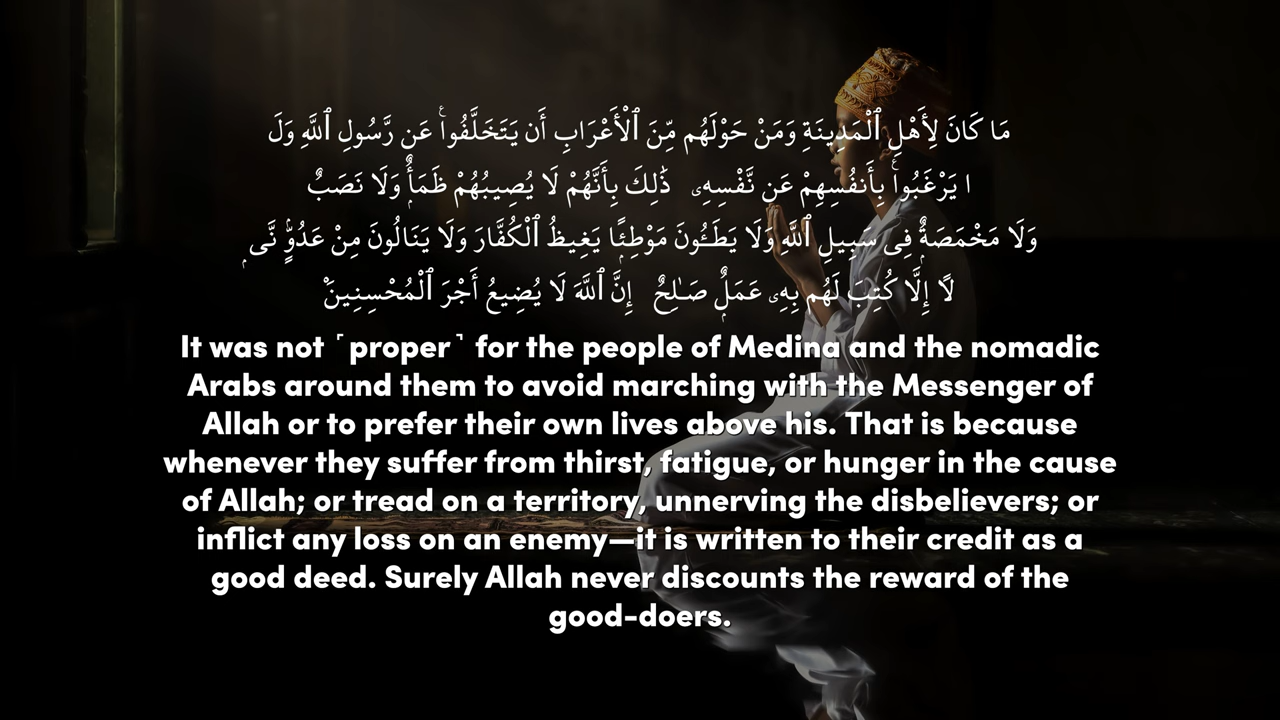 مَا كَانَ لِأَهْلِ ٱلْمَدِينَةِ وَمَنْ حَوْلَهُم مِّنَ ٱلْأَعْرَابِ أَن يَتَخَلَّفُوا۟ عَن رَّسُولِ ٱللَّهِ وَلَ
ا يَرْغَبُوا۟ بِأَنفُسِهِمْ عَن نَّفْسِهِۦ ذَٰلِكَ بِأَنَّهُمْ لَا يُصِيبُهُمْ ظَمَأٌۭ وَلَا نَصَبٌۭ
وَلَا مَخْمَصَةٌۭ فِى سَبِيلِ ٱللَّهِ وَلَا يَطَـُٔونَ مَوْطِئًۭا يَغِيظُ ٱلْكُفَّارَ وَلَا يَنَالُونَ مِنْ عَدُوٍّۢ نَّي
لًا إِلَّا كُتِبَ لَهُم بِهِۦ عَمَلٌۭ صَـٰلِحٌ إِنَّ ٱللَّهَ لَا يُضِيعُ أَجْرَ ٱلْمُحْسِنِينَ
It was not ˹proper˺ for the people of Medina and the nomadic
Arabs around them to avoid marching with the Messenger of
Allah or to prefer their own lives above his. That is because
whenever they suffer from thirst, fatigue, or hunger in the cause
of Allah; or tread on a territory, unnerving the disbelievers; or
inflict any loss on an enemy—it is written to their credit as a
good deed. Surely Allah never discounts the reward of the
good-doers.